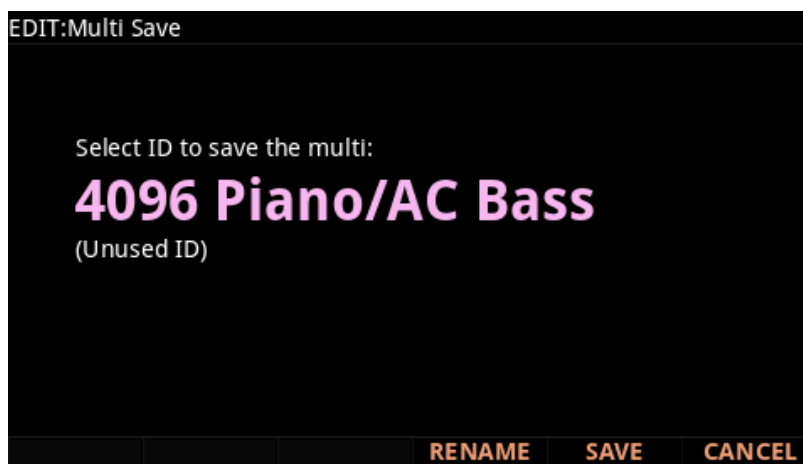 EDIT:Multi Save
Select ID to save the multi:
4096 Piano/AC Bass
(Unused ID)
RENAME SAVE CANCEL